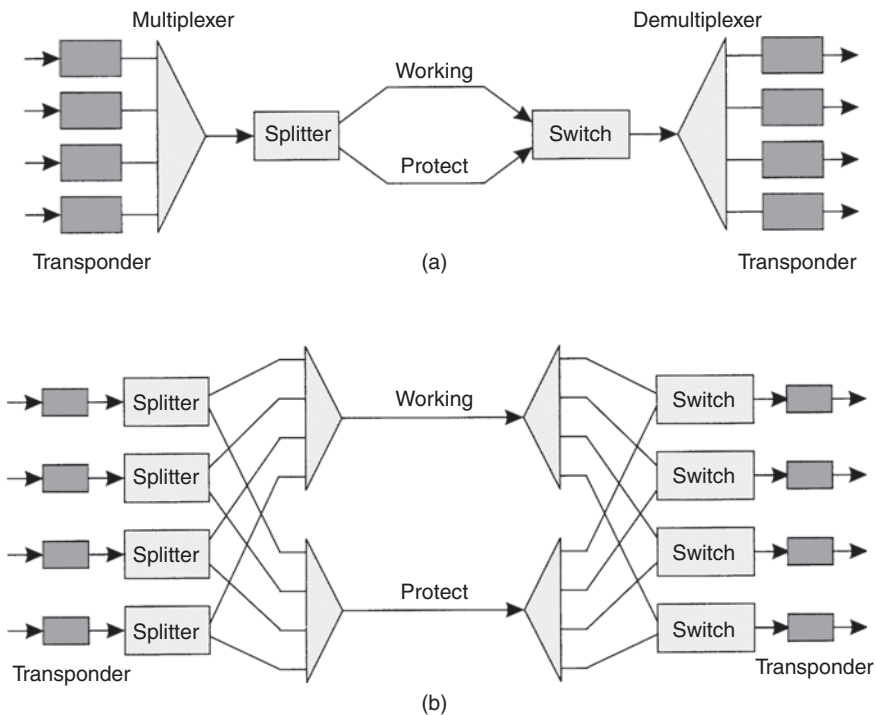 Multiplexer
Demultiplexer
Working
Splitter
Switch
Protect
Transponder
(a)
Transponder
Splitter
Working
Switch
Splitter
Switch
Splitter
Switch
Protect
Splitter
Switch
Transponder
Transponder
(b)